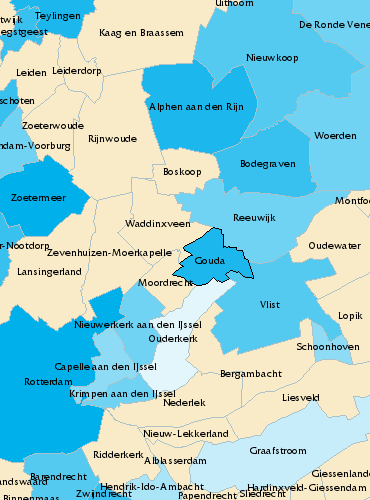 Uithoorn
Teylingen
twijk
egstgeest
Kaag en Braassem
De Ronde Vene
Nieuwkoop
Leiden
Leiderdorp
schoten
Alphen aan den Rijn
Zoeterwoude
Rijnwoude
Woerden
ndam-Voorburg
Bodegraven
Boskoop
Zoetermeer
Montfoo
Reeuwijk
Waddinxveen
r-Nootdorp
Zevenhuizen-Moerkapelle
Oudewater
Gouda
Lansingerland
Moordrecht
Vlist
Lopik
Nieuwerkerk aan den IJssel
Ouderkerk
Schoonhoven
Capelle aan den IJssel
Bergambacht
Rotterdam
Krimpen aan den IJssel
Liesveld
Nederlek
Nieuw-Lekkerland
Graafstroom
Ridderkerk
Alblasserdam
Barendrecht
Giessenland
andswaard
Hendrik-Ido-Ambacht
Hardinxveld-Giessendam
Binnenmaas
Zwijndrecht
Papendrecht
Sliedrecht